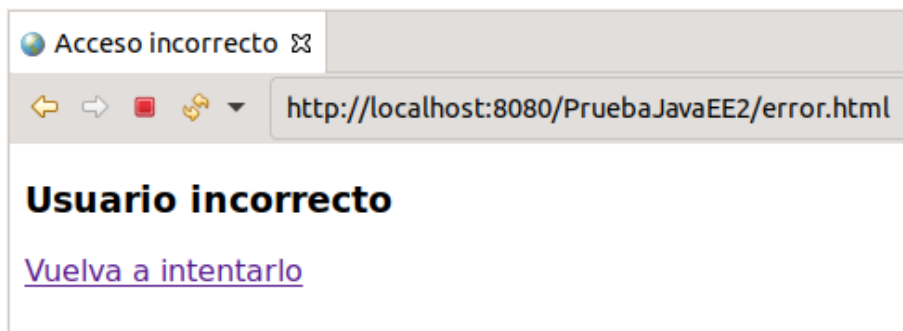 Acceso incorrecto
http://localhost:8080/PruebaJavaEE2/error.html
Usuario incorrecto
Vuelva a intentarlo